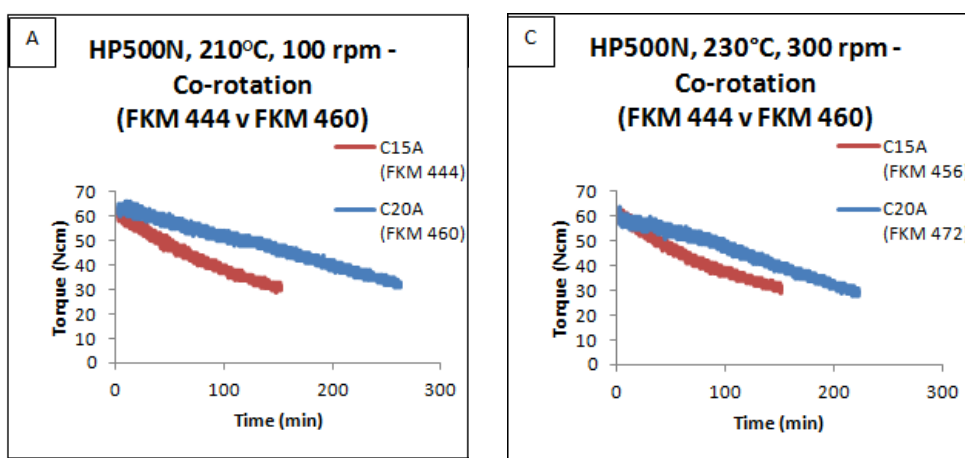 A
HP500N, 210°C, 100 rpm -
Co-rotation
(FKM 444 v FKM 460)
C15A
(FKM 444)
C20A
(FKM 460)
Torque (Ncm)
70
60
50
40
30
20
10
0
0 100 200 300
Time (min)
C
HP500N, 230°C, 300 rpm -
Co-rotation
(FKM 444 v FKM 460)
C15A
(FKM 456)
C20A
(FKM 472
Torque (Ncm)
70
60
50
40
30
20
10
0
0 100 200 300
Time (min)